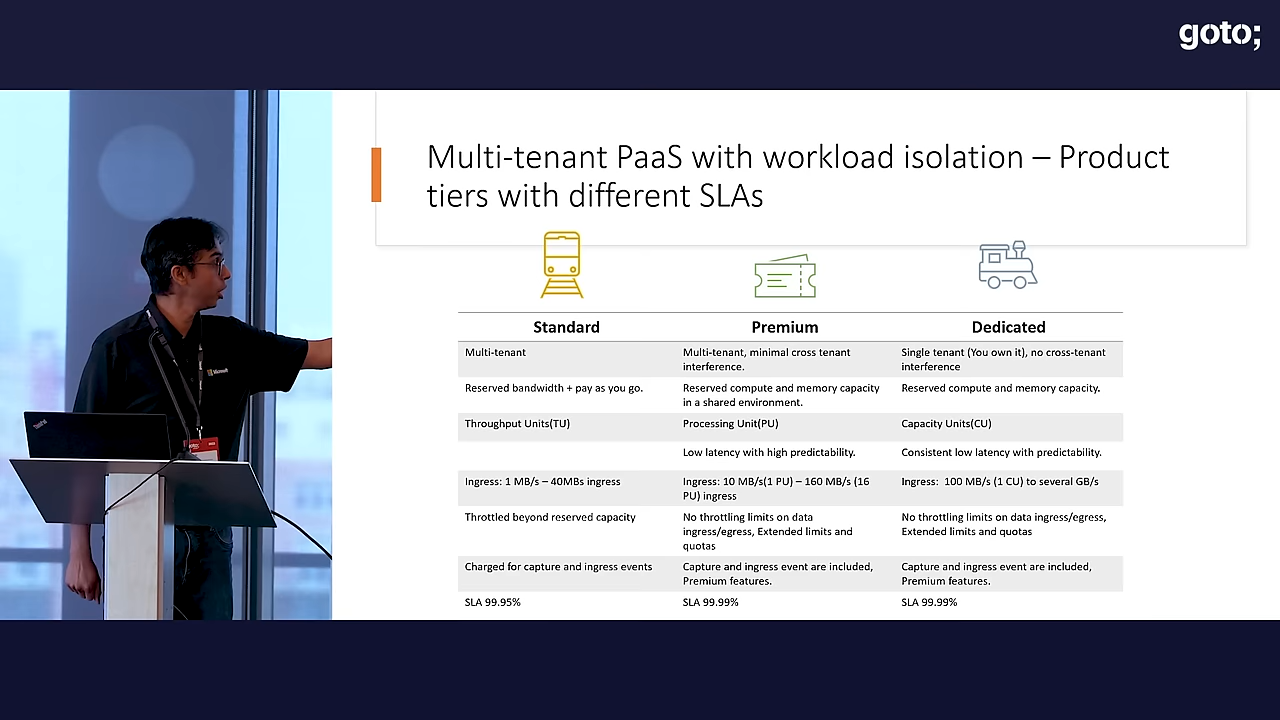 goto;
Multi-tenant PaaS with workload isolation – Product
tiers with different SLAs
Standard
Premium
Dedicated
Multi-tenant
Multi-tenant, minimal cross tenant
interference.
Single tenant (You own it), no cross-tenant
interference
Reserved bandwidth + pay as you go.
Reserved compute and memory capacity
in a shared environment.
Reserved compute and memory capacity.
Throughput Units(TU)
Processing Unit(PU)
Capacity Units(CU)
Low latency with high predictability.
Consistent low latency with predictability.
Ingress: 1 MB/s – 40MBs ingress
Ingress: 10 MB/s(1 PU) – 160 MB/s (16
PU) ingress
Ingress:  100 MB/s (1 CU) to several GB/s
Throttled beyond reserved capacity
No throttling limits on data
ingress/egress, Extended limits and
quotas
No throttling limits on data ingress/egress,
Extended limits and quotas
Charged for capture and ingress events
Capture and ingress event are included,
Premium features.
Capture and ingress event are included,
Premium features.
SLA 99.95%
SLA 99.99%
SLA 99.99%
Microsoft
ThinkPad
goto;